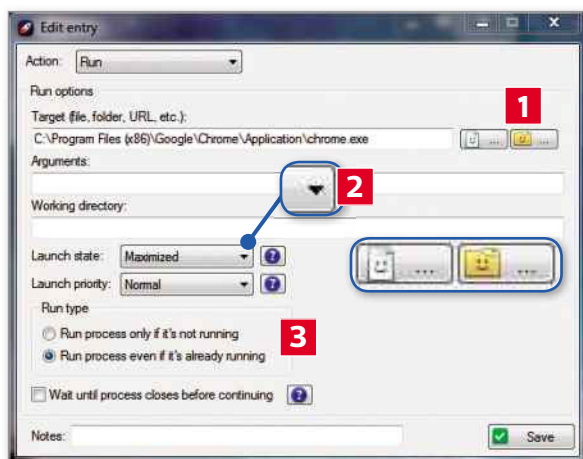 Edit entry
Action: Run
Run options
Target (file, folder, URL, etc.):
1
C:\Program Files (x86)\Google\Chrome\Application\chrome.exe
... ...
Arguments:
2
Working directory:
Launch state: Maximized ?
... ...
Launch priority: Normal ?
Run type
Run process only if it's not running
3
Run process even if it's already running
Wait until process closes before continuing ?
Notes:
Save